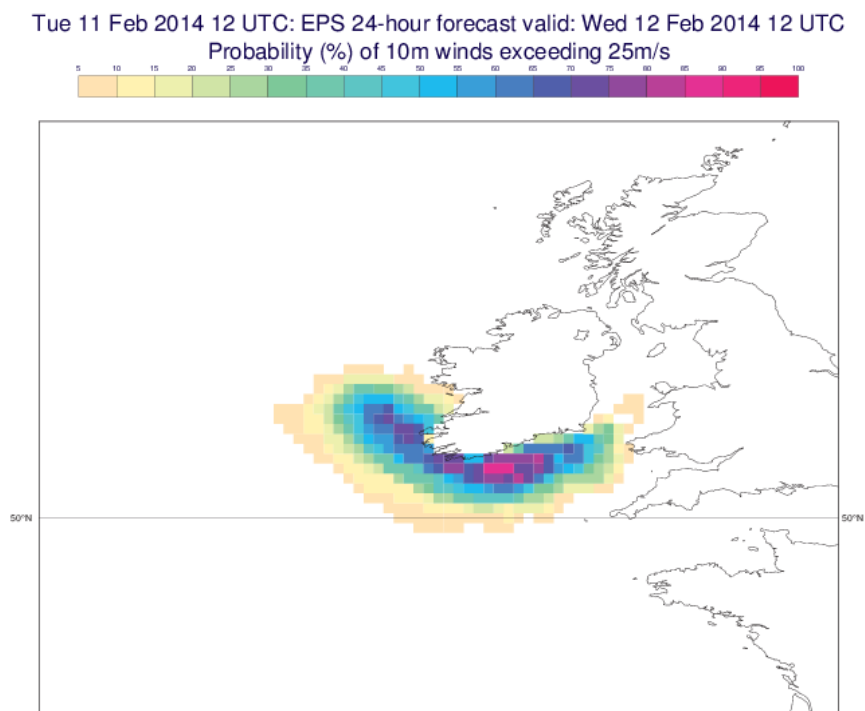 Tue 11 Feb 2014 12 UTC: EPS 24-hour forecast valid: Wed 12 Feb 2014 12 UTC
Probability (%) of 10m winds exceeding 25m/s
5 10 15 20 25 30 35 40 45 50 55 60 65 70 75 80 85 90 95 100
50°N 50°N